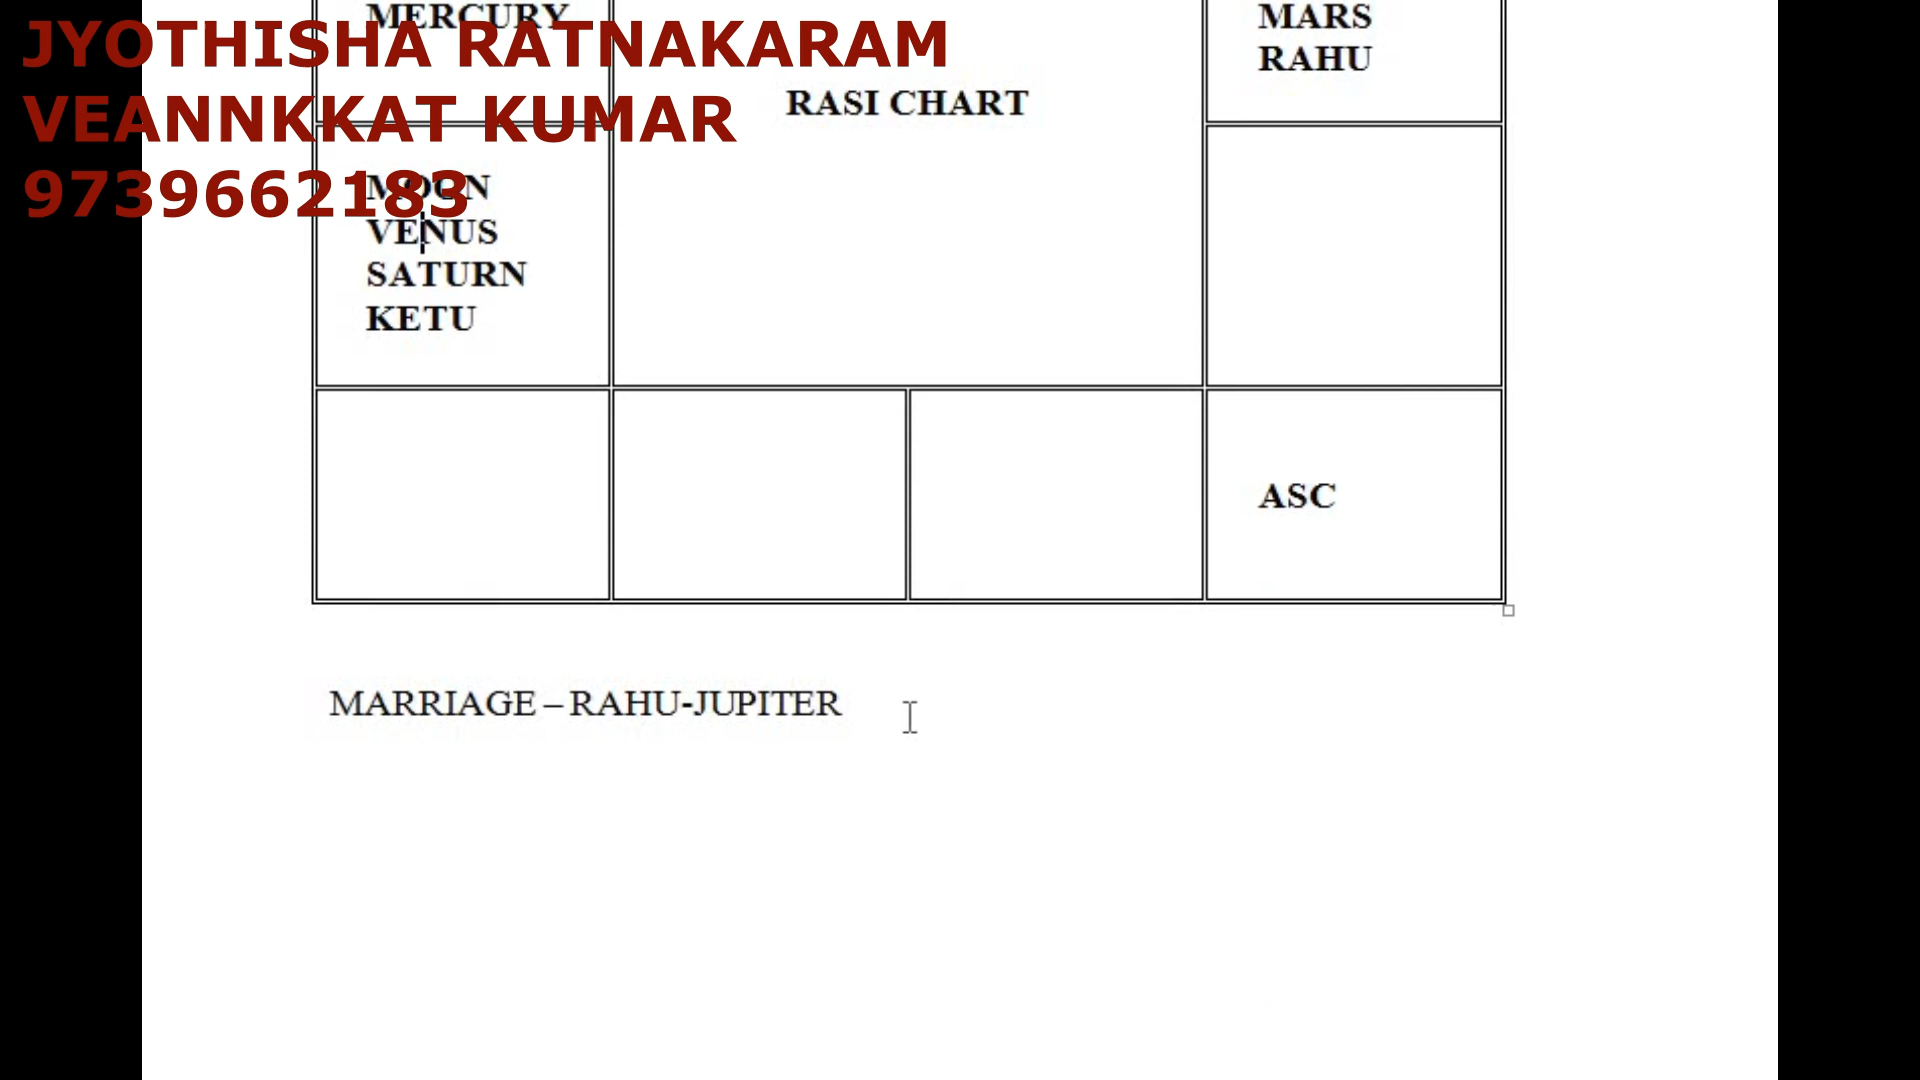 JYOTHISHA RATNAKARAM
VEANNKKAT KUMAR
9739662183
MERCURY
MARS
RAHU
RASI CHART
MOON
VENUS
SATURN
KETU
ASC
MARRIAGE – RAHU-JUPITER